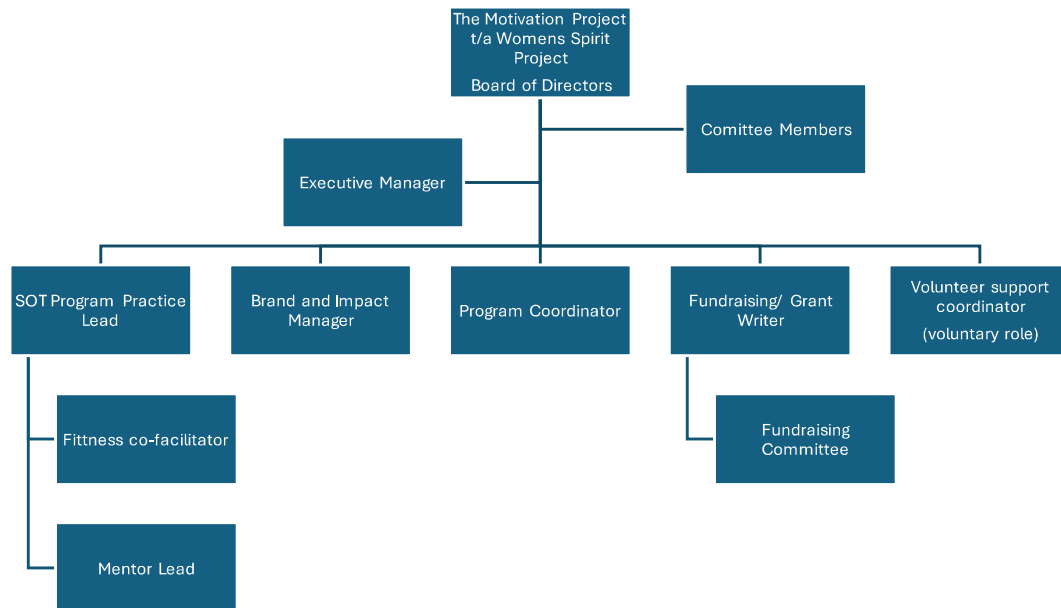 The Motivation Project
t/a Womens Spirit
Project
Board of Directors
Comittee Members
Executive Manager
SOT Program Practice
Lead
Brand and Impact
Manager
Program Coordinator
Fundraising/ Grant
Writer
Volunteer support
coordinator
(voluntary role)
Fittness co-facilitator
Fundraising
Committee
Mentor Lead